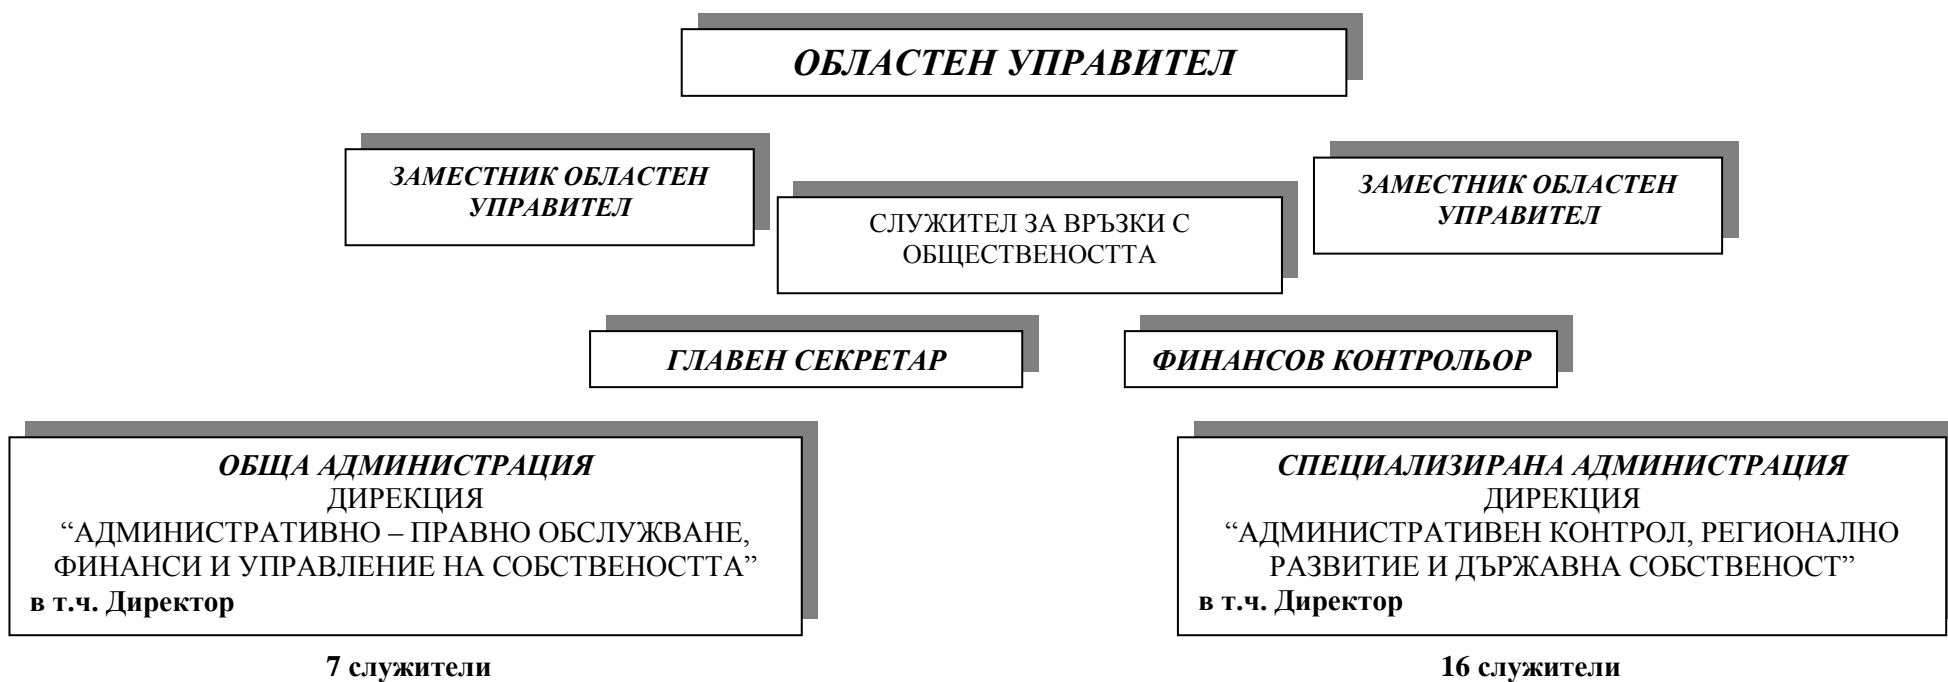 ОБЛАСТЕН УПРАВИТЕЛ
ЗАМЕСТНИК ОБЛАСТЕН
УПРАВИТЕЛ
СЛУЖИТЕЛ ЗА ВРЪЗКИ С
ОБЩЕСТВЕНОСТТА
ЗАМЕСТНИК ОБЛАСТЕН
УПРАВИТЕЛ
ГЛАВЕН СЕКРЕТАР
ФИНАНСОВ КОНТРОЛЬОР
ОБЩА АДМИНИСТРАЦИЯ
ДИРЕКЦИЯ
“АДМИНИСТРАТИВНО – ПРАВНО ОБСЛУЖВАНЕ,
ФИНАНСИ И УПРАВЛЕНИЕ НА СОБСТВЕНОСТТА”
в т.ч. Директор
7 служители
СПЕЦИАЛИЗИРАНА АДМИНИСТРАЦИЯ
ДИРЕКЦИЯ
“АДМИНИСТРАТИВЕН КОНТРОЛ, РЕГИОНАЛНО
РАЗВИТИЕ И ДЪРЖАВНА СОБСТВЕНОСТ”
в т.ч. Директор
16 служители